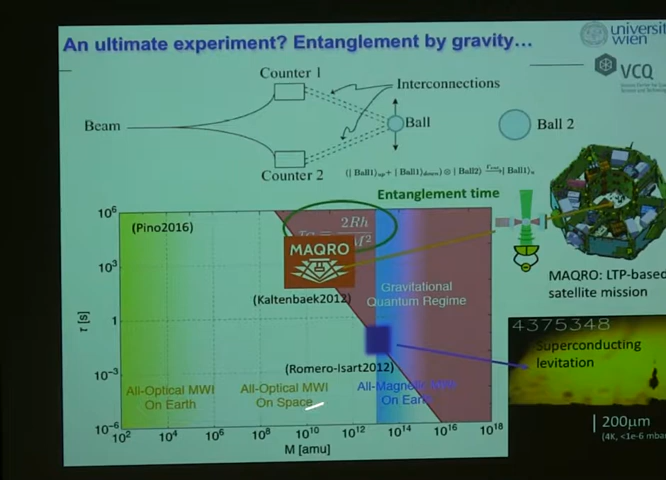 An ultimate experiment? Entanglement by gravity...
universität
wien
VCQ
Counter 1
Interconnections
Beam
Ball
Ball 2
Counter 2
Entanglement time
10^6
(Pino2016)
2Rh
MAQRO
10^3
(Kaltenbaek2012)
Gravitational
Quantum Regime
MAQRO: LTP-based
satellite mission
1
τ [s]
4375348
Superconducting
levitation
(Romero-Isart2012)
10^-3
All-Optical MWI
On Earth
All-Optical MWI
On Space
All-Magnetic MWI
On Earth
10^-6
200μm
(4K, <1e-6 mbar
10^2 10^4 10^6 10^8 10^10 10^12 10^14 10^16 10^18
M [amu]